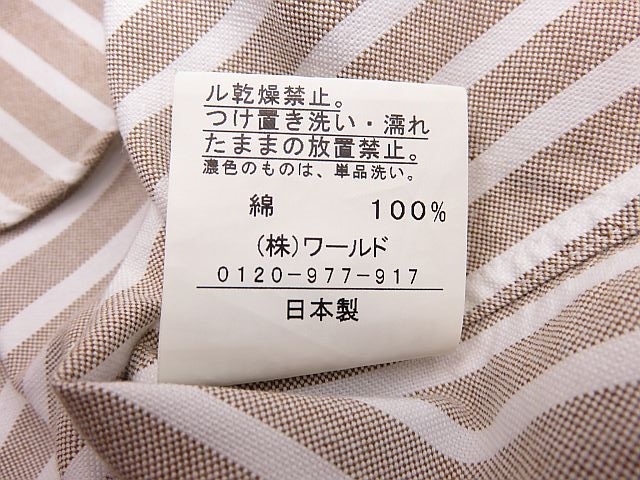 ル乾燥禁止。
つけ置き洗い・濡れ
たままの放置禁止。
濃色のものは、単品洗い。
綿 100%
(株)ワールド
0120-977-917
日本製